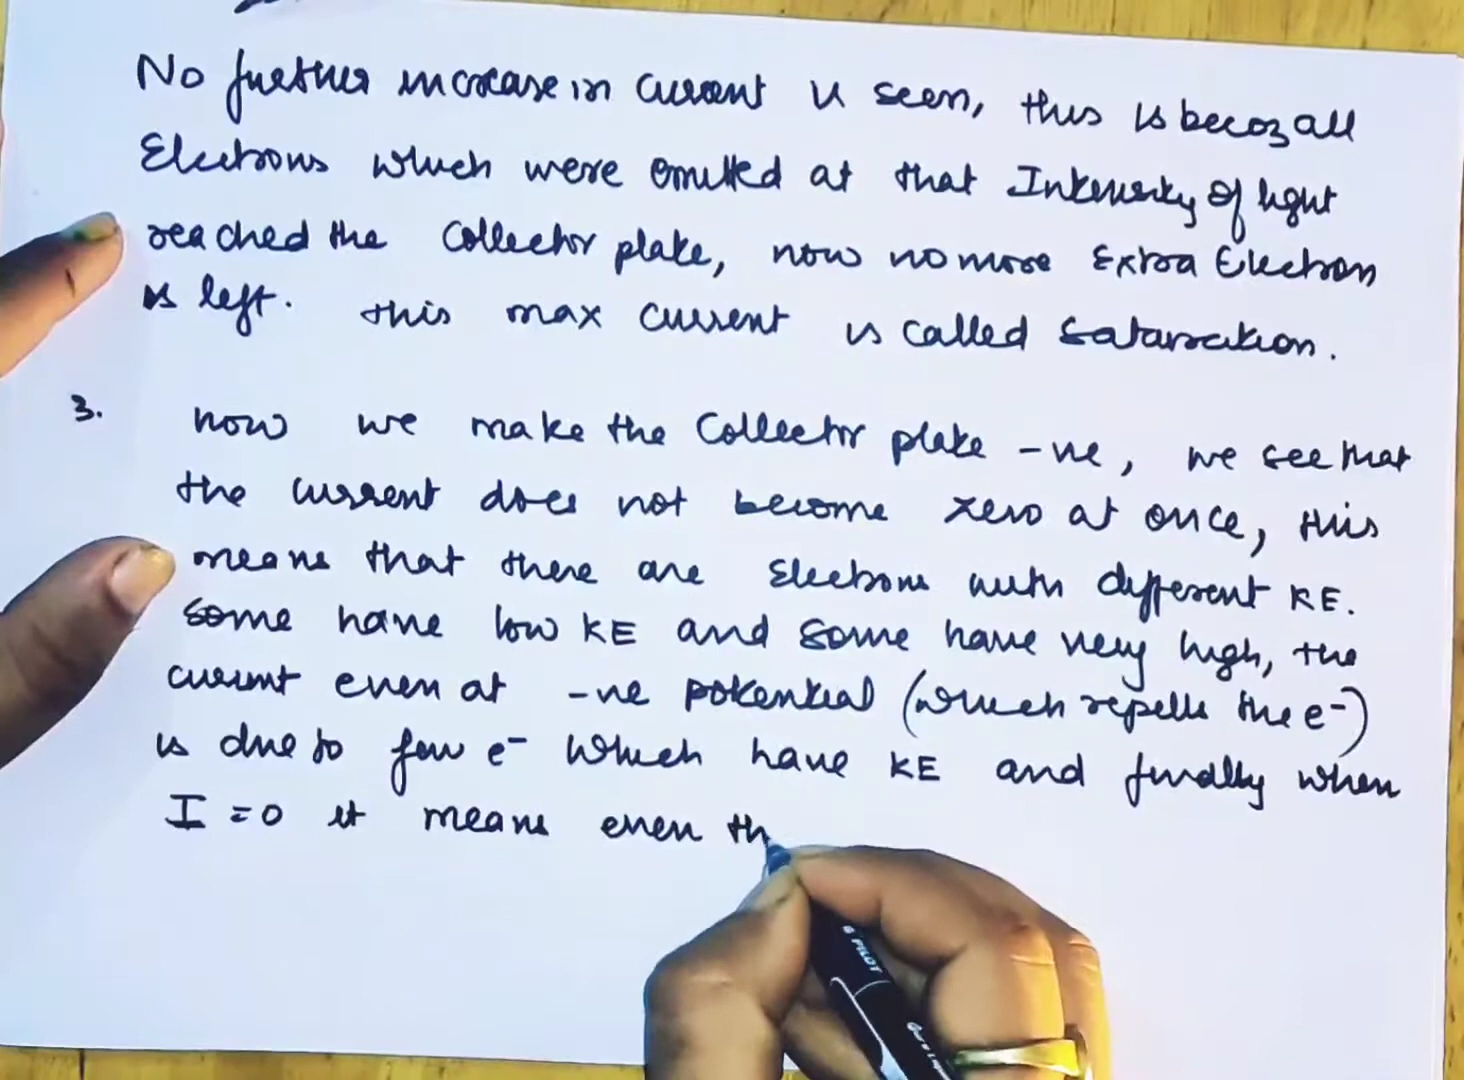 No further increase in current is seen, this is becoz all
Electrons which were emitted at that Intensity of light
reached the collector plate, now no more Extra Electron
is left. This max current is called saturation.
3. now we make the collector plate -ve, we see that
the current does not become zero at once, this
means that there are Electrons with different KE.
some have low KE and some have very high, the
current even at -ve potential (which repells the e-)
is due to few e- which have KE and finally when
I = 0 it means even th
PILOT